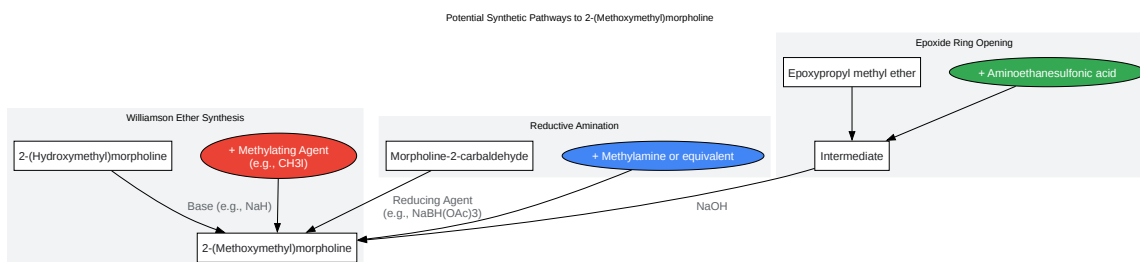 Potential Synthetic Pathways to 2-(Methoxymethyl)morpholine
Epoxide Ring Opening
Epoxypropyl methyl ether
+ Aminoethanesulfonic acid
Williamson Ether Synthesis
Reductive Amination
2-(Hydroxymethyl)morpholine
+ Methylating Agent
(e.g., CH3I)
Morpholine-2-carbaldehyde
+ Methylamine or equivalent
Intermediate
Base (e.g., NaH)
Reducing Agent
(e.g., NaBH(OAc)3)
NaOH
2-(Methoxymethyl)morpholine